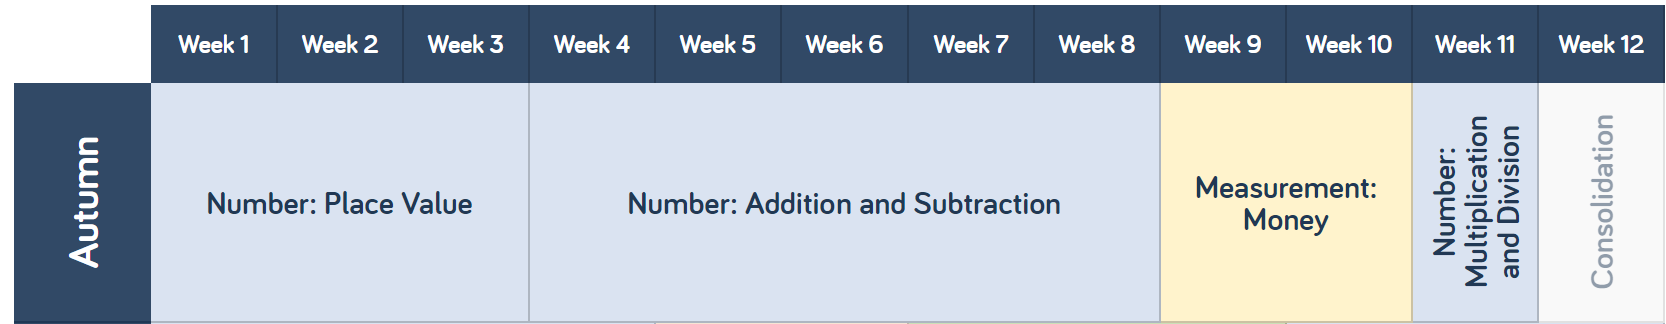 Week 1 Week 2 Week 3 Week 4 Week 5 Week 6 Week 7 Week 8 Week 9 Week 10 Week 11 Week 12
Autumn
Number: Place Value
Number: Addition and Subtraction
Measurement:
Money
Number:
Multiplication
and Division
Consolidation